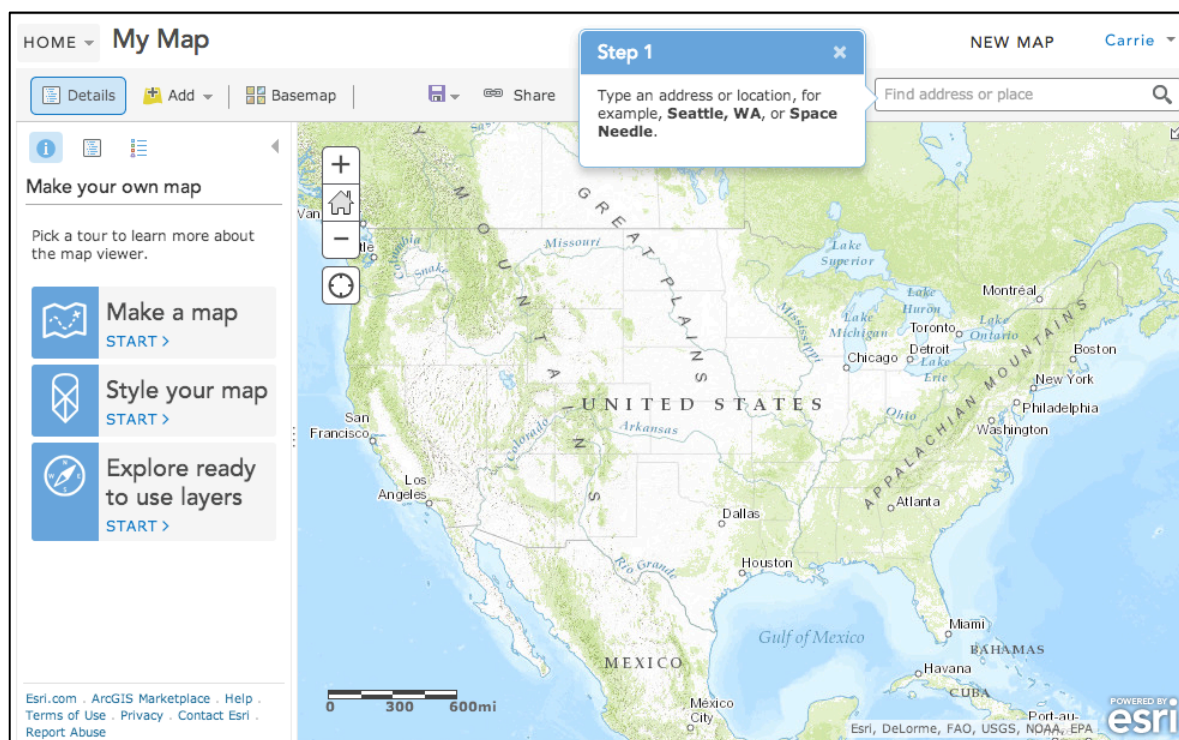 HOME My Map
NEW MAP Carrie
Step 1
Type an address or location, for
example, Seattle, WA, or Space
Needle.
Details Add Basemap Share
Find address or place
Make your own map
Pick a tour to learn more about
the map viewer.
Make a map
START >
Style your map
START >
Explore ready
to use layers
START >
Esri.com . ArcGIS Marketplace . Help .
Terms of Use . Privacy . Contact Esri .
Report Abuse
+
−
MOUNTAINS
GREAT PLAINS
Missouri
Columbia
Snake
Lake
Superior
Lake
Huron
Lake
Michigan
Lake
Ontario
Lake
Erie
Mississippi
Montréal
Toronto
Detroit
Chicago
Boston
New York
Philadelphia
Washington
APPALACHIAN MOUNTAINS
UNITED STATES
Ohio
Arkansas
Colorado
San
Francisco
Los
Angeles
Atlanta
Dallas
Houston
Rio Grande
Miami
Gulf of Mexico
BAHAMAS
MEXICO
Havana
CUBA
México
City
Port-au-
0 300 600mi
Esri, DeLorme, FAO, USGS, NOAA, EPA
POWERED BY
esri